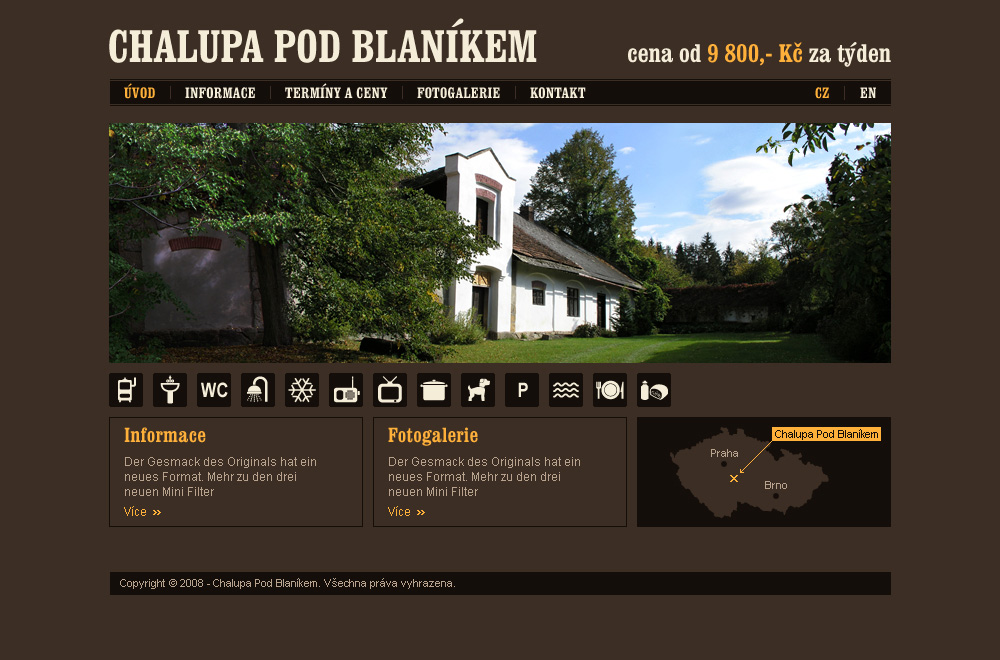 CHALUPA POD BLANÍKEM
cena od 9 800,- Kč za týden
ÚVOD INFORMACE TERMÍNY A CENY FOTOGALERIE KONTAKT CZ EN
WC P
Informace
Der Gesmack des Originals hat ein
neues Format. Mehr zu den drei
neuen Mini Filter
Více »
Fotogalerie
Der Gesmack des Originals hat ein
neues Format. Mehr zu den drei
neuen Mini Filter
Více »
Chalupa Pod Blaníkem
Praha
Brno
Copyright © 2008 - Chalupa Pod Blaníkem. Všechna práva vyhrazena.